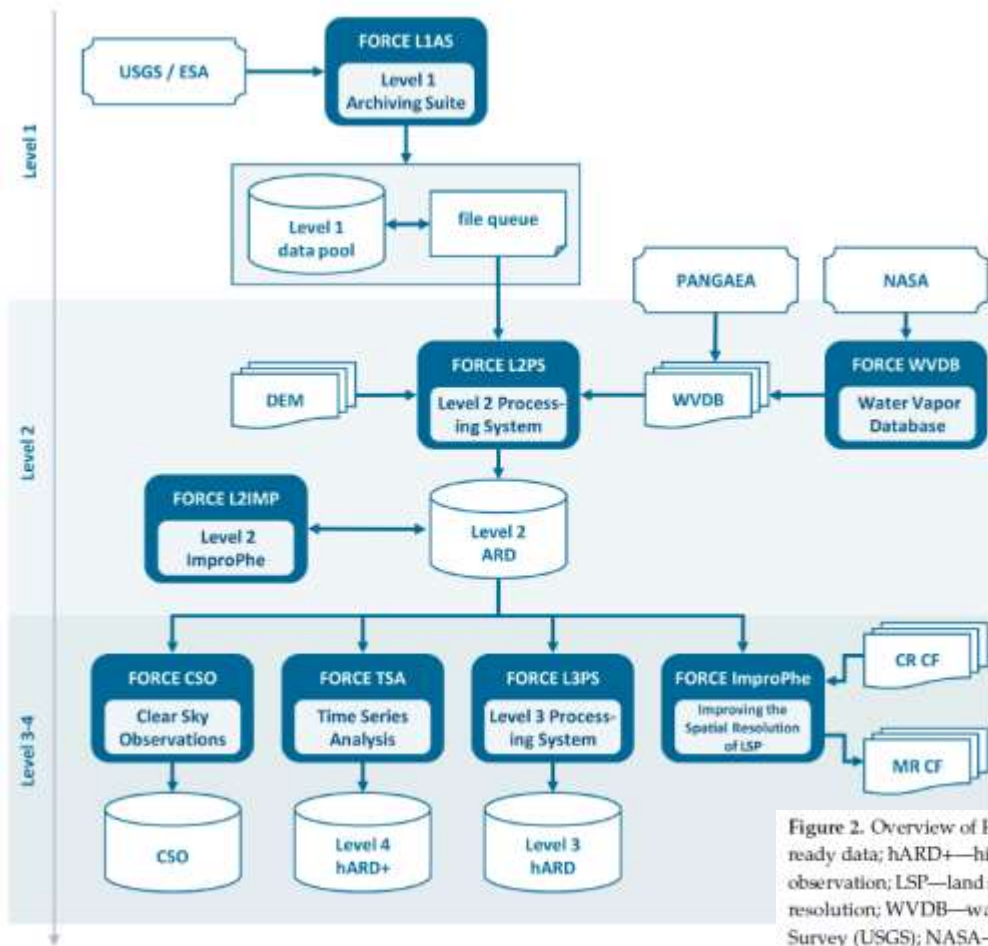 FORCE L1AS
USGS / ESA
Level 1
Archiving Suite
Level 1
Level 1
data pool
file queue
PANGAEA
NASA
FORCE L2PS
FORCE WVDB
DEM
Level 2 Process-
ing System
WVDB
Water Vapor
Database
Level 2
FORCE L2IMP
Level 2
ImproPhe
Level 2
ARD
FORCE CSO
FORCE TSA
FORCE L3PS
FORCE ImproPhe
CR CF
Clear Sky
Observations
Time Series
Analysis
Level 3 Process-
ing System
Improving the
Spatial Resolution
of LSP
MR CF
Level 3-4
CSO
Level 4
hARD+
Level 3
hARD
Figure 2. Overview of
ready data; hARD+—
observation; LSP—land
resolution; WVDB—
Survey (USGS); NASA—